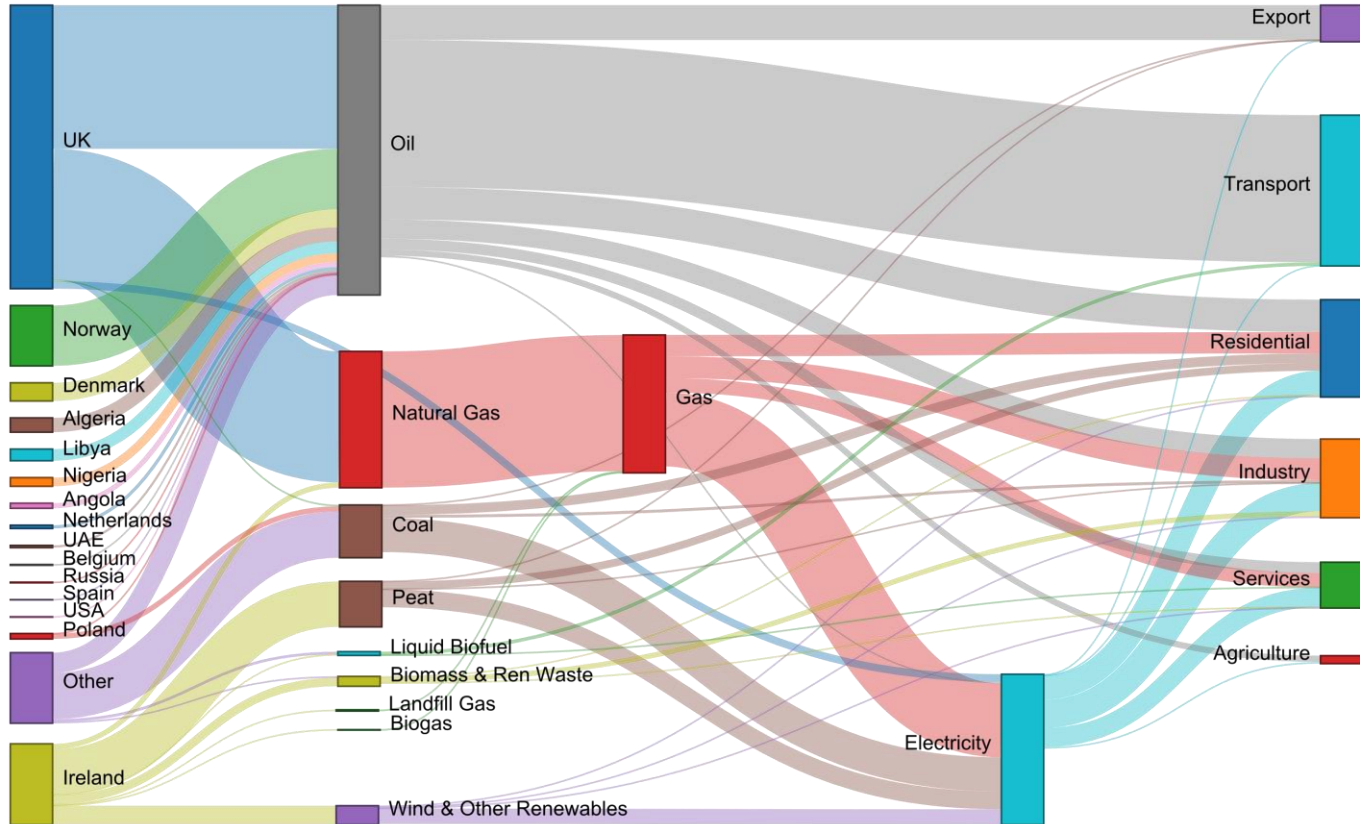 UK
Norway
Denmark
Algeria
Libya
Nigeria
Angola
Netherlands
UAE
Belgium
Russia
Spain
USA
Poland
Other
Ireland
Oil
Natural Gas
Coal
Peat
Liquid Biofuel
Biomass & Ren Waste
Landfill Gas
Biogas
Wind & Other Renewables
Gas
Electricity
Export
Transport
Residential
Industry
Services
Agriculture